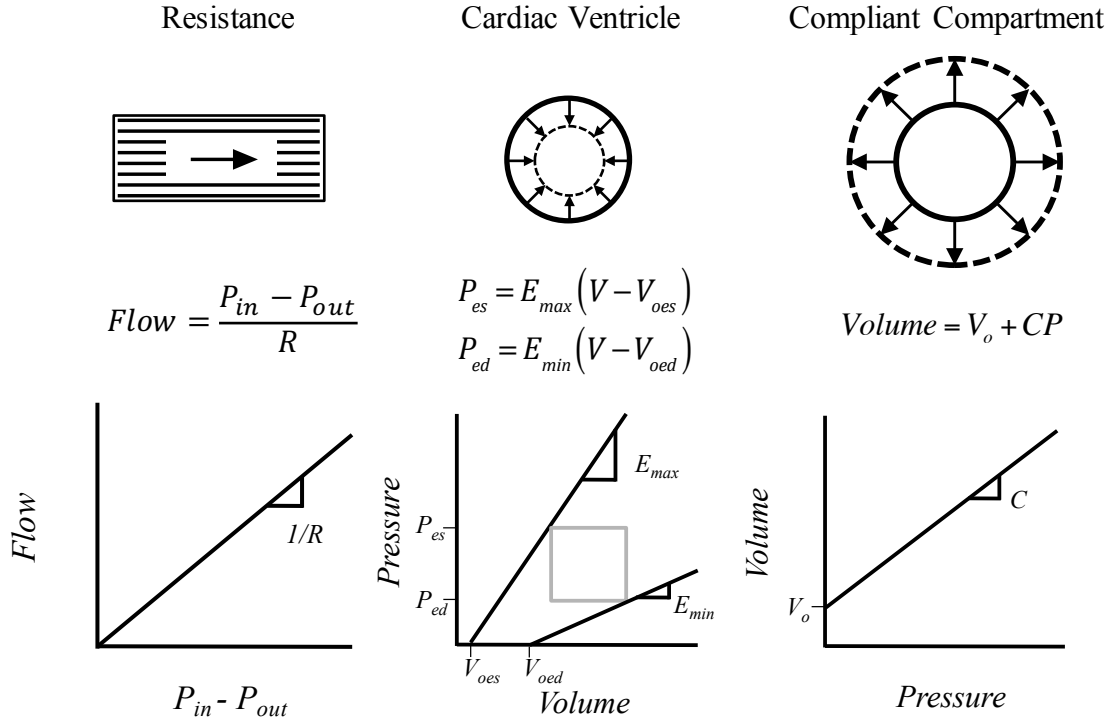 Resistance
Cardiac Ventricle
Compliant Compartment
Flow = P_in − P_out / R
P_es = E_max (V − V_oes)
P_ed = E_min (V − V_oed)
Volume = V_o + CP
Flow
1/R
P_in - P_out
Pressure
P_es
P_ed
E_max
E_min
V_oes
V_oed
Volume
Volume
V_o
C
Pressure